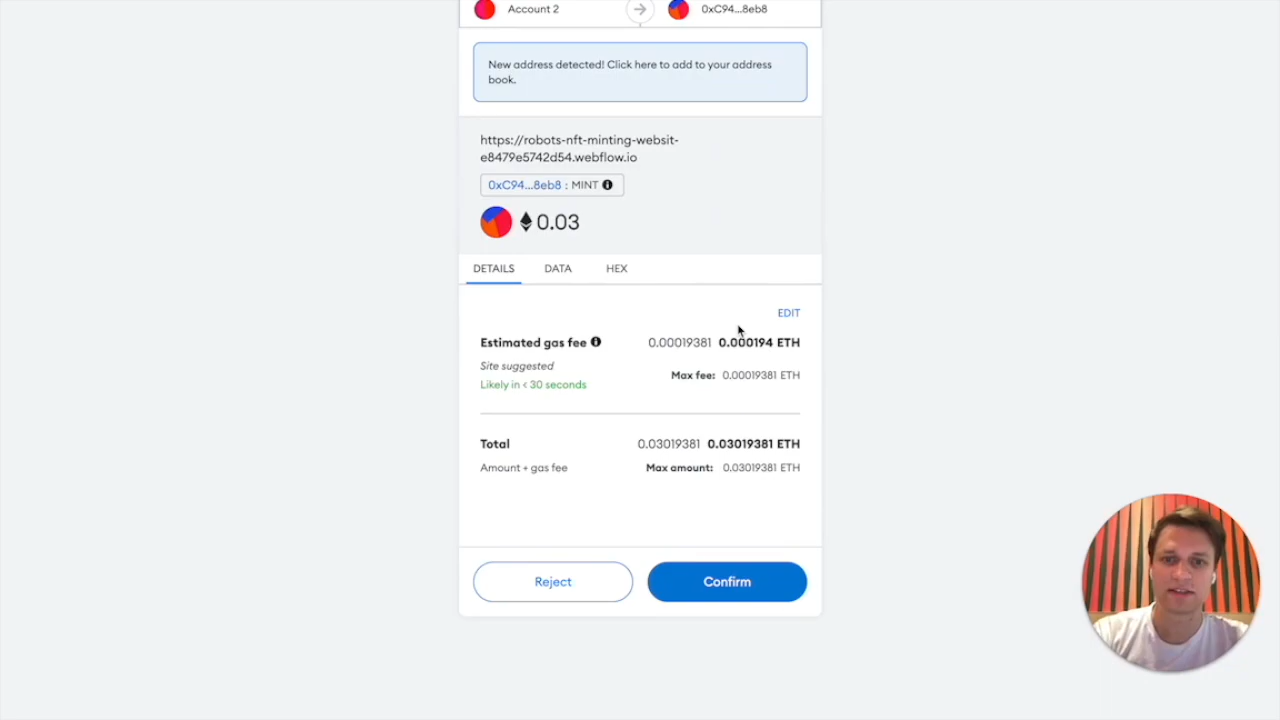 Account 2
0xC94...8eb8
New address detected! Click here to add to your address
book.
https://robots-nft-minting-websit-
e8479e5742d54.webflow.io
0xC94...8eb8 : MINT
0.03
DETAILS DATA HEX
EDIT
Estimated gas fee 0.00019381 0.000194 ETH
Site suggested
Likely in < 30 seconds
Max fee: 0.00019381 ETH
Total 0.03019381 0.03019381 ETH
Amount + gas fee Max amount: 0.03019381 ETH
Reject
Confirm